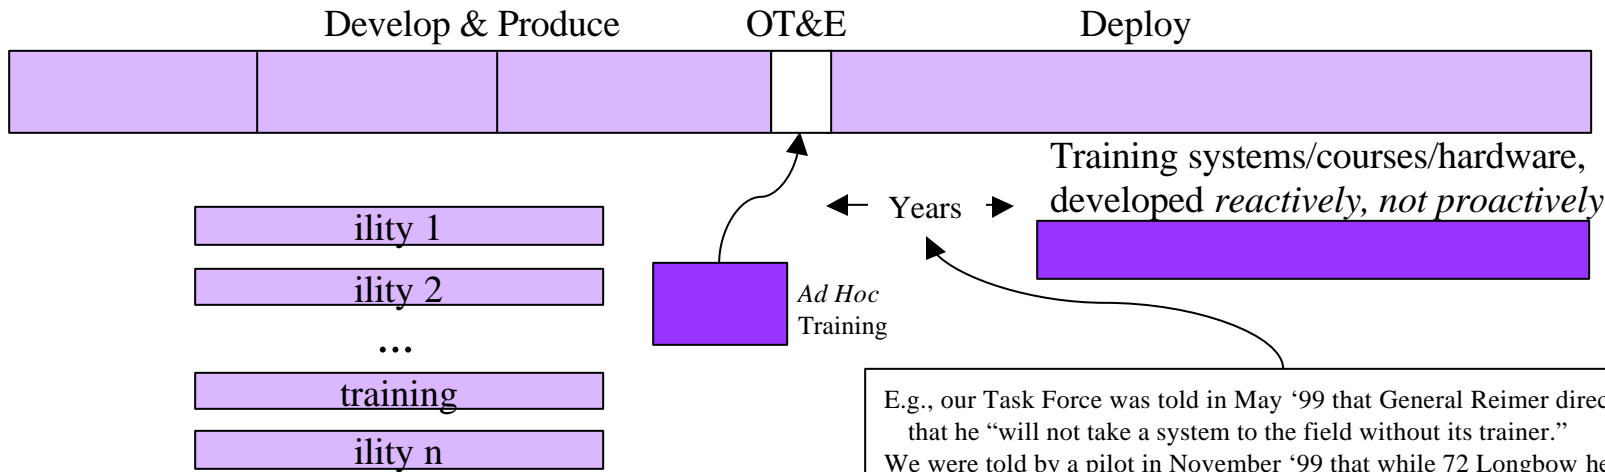 Develop & Produce OT&E Deploy
Training systems/courses/hardware,
developed reactively, not proactively
Years
ility 1
ility 2
...
training
ility n
Ad Hoc
Training
E.g., our Task Force was told in May ‘99 that General Reimer
that he “will not take a system to the field without its trainer.”
We were told by a pilot in November ‘99 that while 72 Longbow